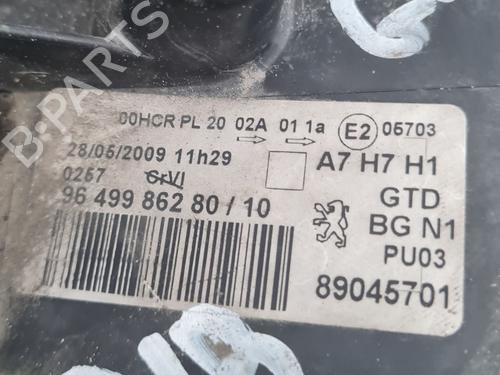 00HCR PL 20 02A 01 1a E2 05703
28/05/2009 11h29
A7 H7 H1
0257 CrVI
GTD
96 499 862 80 / 10
BG N1
PU03
89045701
B-PARTS